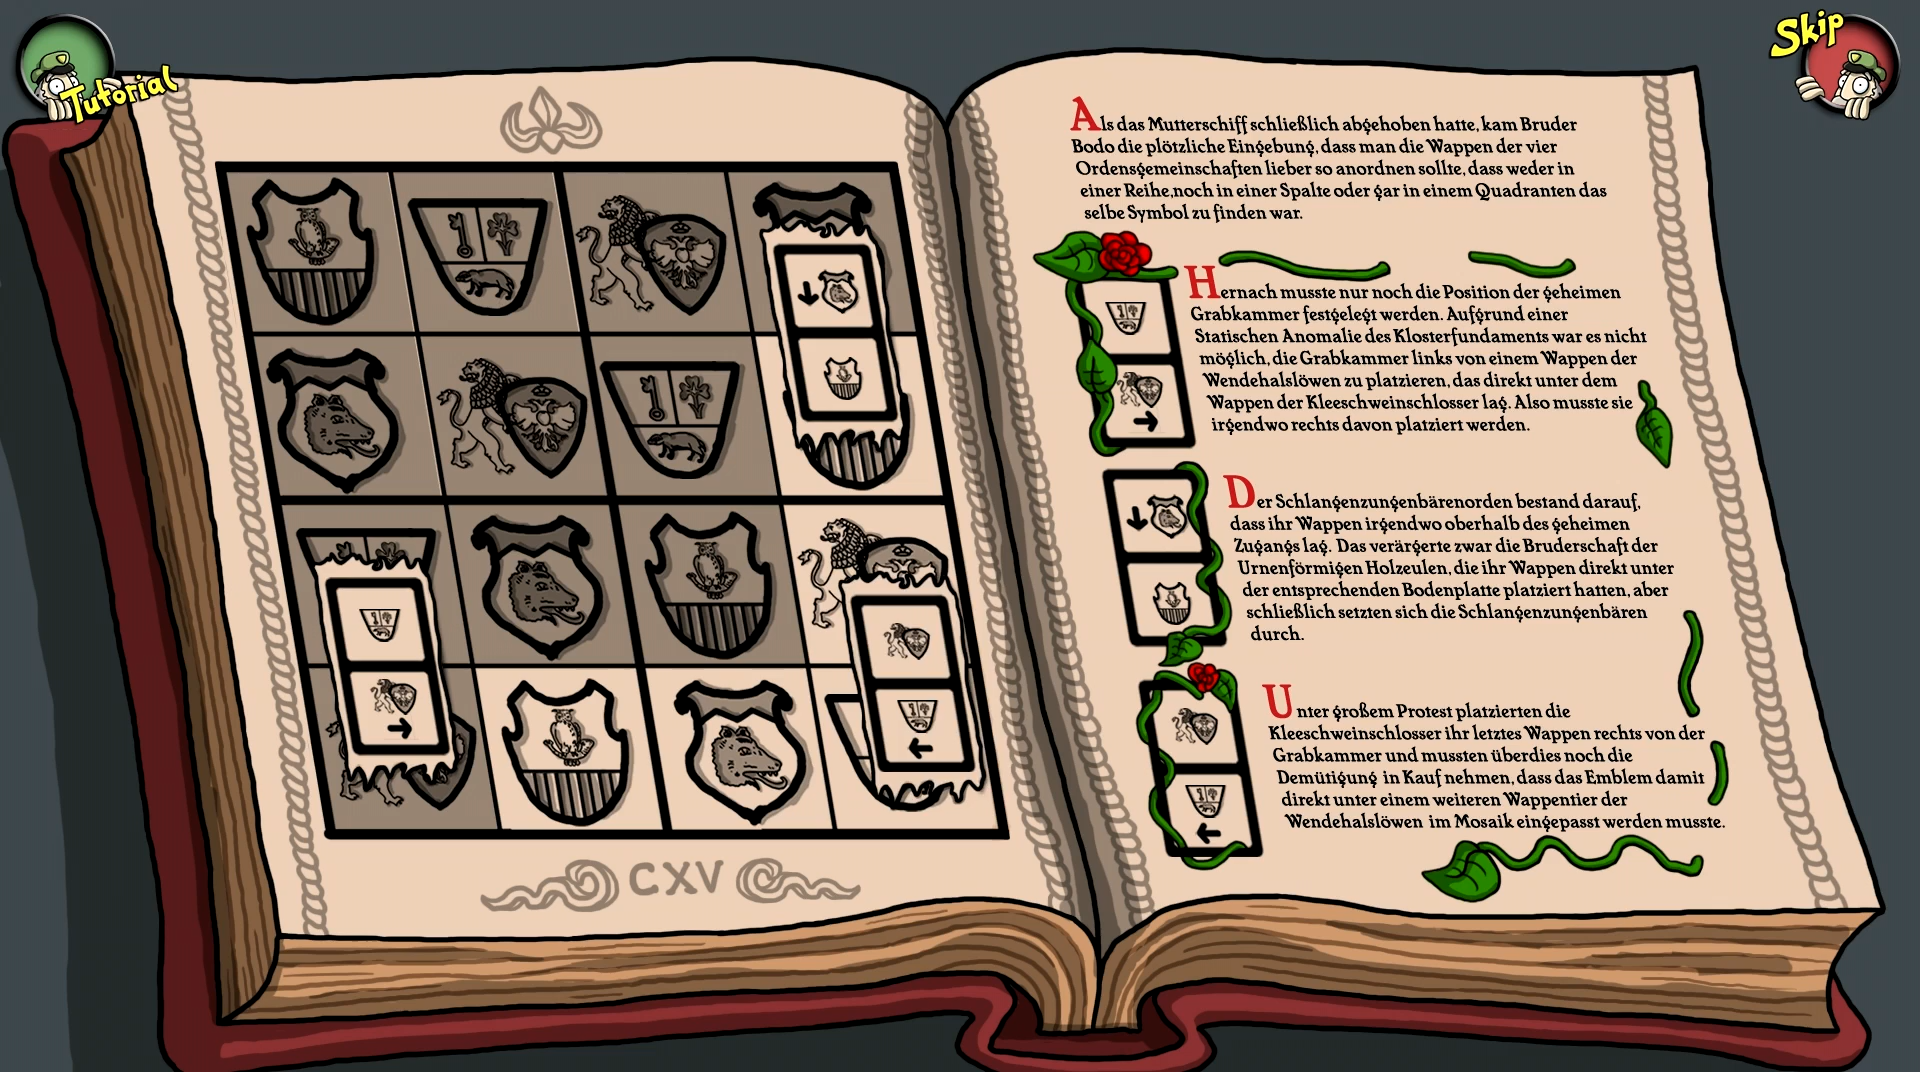 Tutorial
Skip
CXV
Als das Mutterschiff schließlich abgehoben hatte, kam Bruder
Bodo die plötzliche Eingebung, dass man die Wappen der vier
Ordensgemeinschaften lieber so anordnen sollte, dass weder in
einer Reihe,noch in einer Spalte oder gar in einem Quadranten das
selbe Symbol zu finden war.
Hernach musste nur noch die Position der geheimen
Grabkammer festgelegt werden. Aufgrund einer
Statischen Anomalie des Klosterfundaments war es nicht
möglich, die Grabkammer links von einem Wappen der
Wendehalslöwen zu platzieren, das direkt unter dem
Wappen der Kleeschweinschlosser lag. Also musste sie
irgendwo rechts davon platziert werden.
Der Schlangenzungenbärenorden bestand darauf,
dass ihr Wappen irgendwo oberhalb des geheimen
Zugangs lag. Das verärgerte zwar die Bruderschaft der
Urnenförmigen Holzeulen, die ihr Wappen direkt unter
der entsprechenden Bodenplatte platziert hatten, aber
schließlich setzten sich die Schlangenzungenbären
durch.
Unter großem Protest platzierten die
Kleeschweinschlosser ihr letztes Wappen rechts von der
Grabkammer und mussten überdies noch die
Demütigung in Kauf nehmen, dass das Emblem damit
direkt unter einem weiteren Wappentier der
Wendehalslöwen im Mosaik eingepasst werden musste.